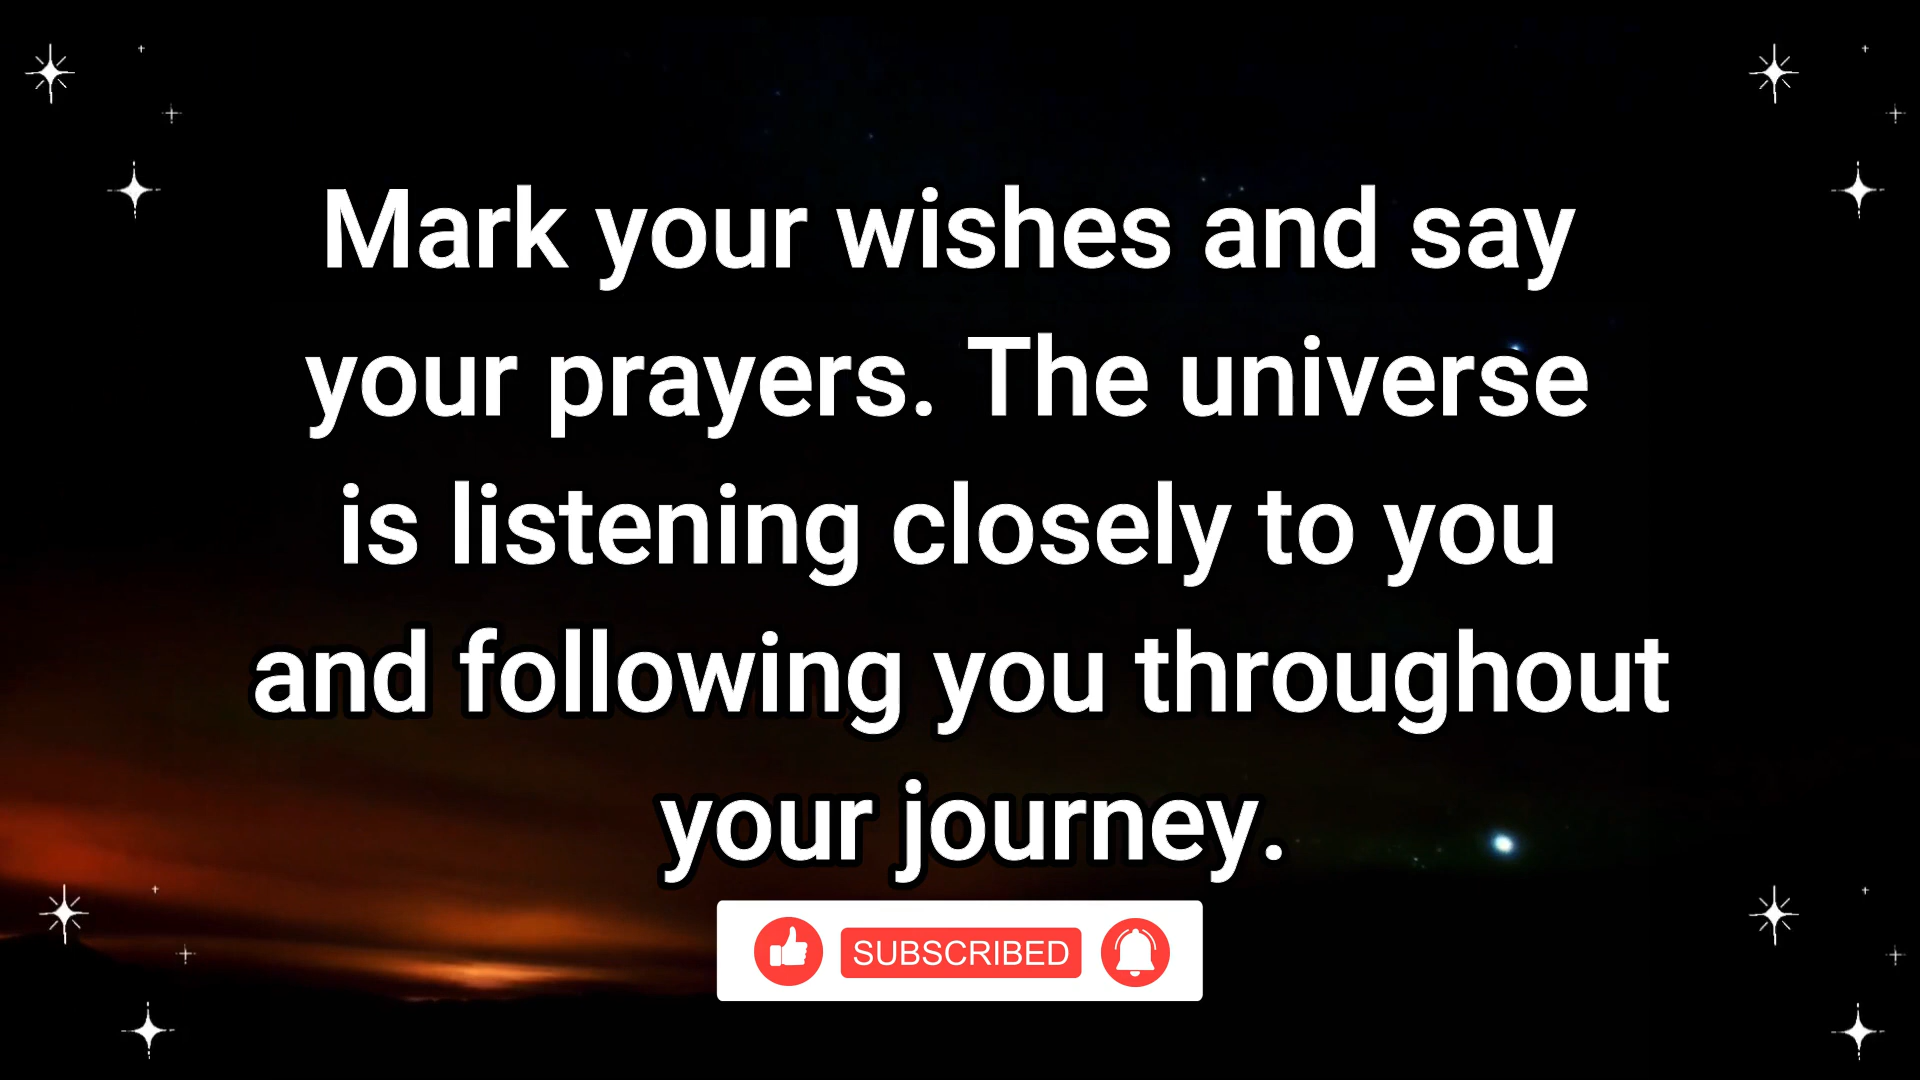 Mark your wishes and say
your prayers. The universe
is listening closely to you
and following you throughout
your journey.
SUBSCRIBED